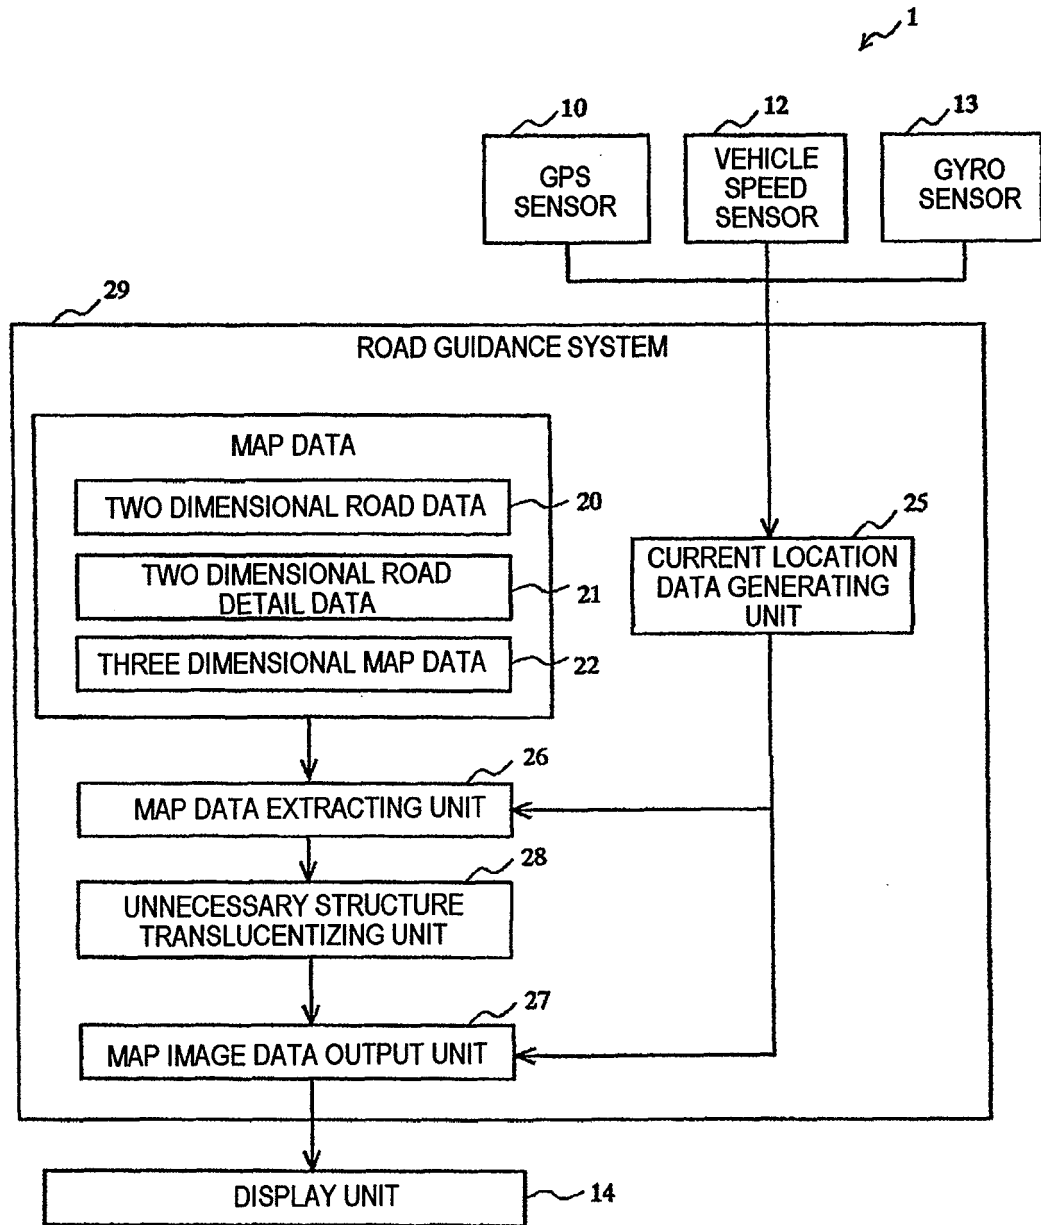 1
10
12
13
GPS
SENSOR
VEHICLE
SPEED
SENSOR
GYRO
SENSOR
29
ROAD GUIDANCE SYSTEM
MAP DATA
TWO DIMENSIONAL ROAD DATA
20
TWO DIMENSIONAL ROAD
DETAIL DATA
21
THREE DIMENSIONAL MAP DATA
22
25
CURRENT LOCATION
DATA GENERATING
UNIT
26
MAP DATA EXTRACTING UNIT
28
UNNECESSARY STRUCTURE
TRANSLUCENTIZING UNIT
27
MAP IMAGE DATA OUTPUT UNIT
DISPLAY UNIT
14